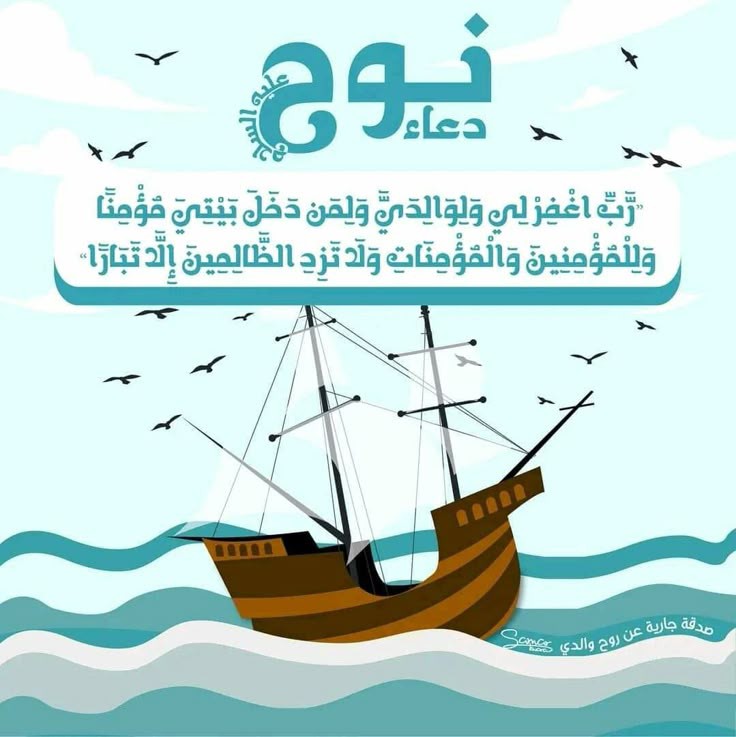 دعاء
نوح
عليه السلام
"رَّبِّ اغْفِرْ لِي وَلِوَالِدَيَّ وَلِمَن دَخَلَ بَيْتِيَ مُؤْمِنًا
وَلِلْمُؤْمِنِينَ وَالْمُؤْمِنَاتِ وَلَا تَزِدِ الظَّالِمِينَ إِلَّا تَبَارًا"
صدقة جارية عن روح والدي